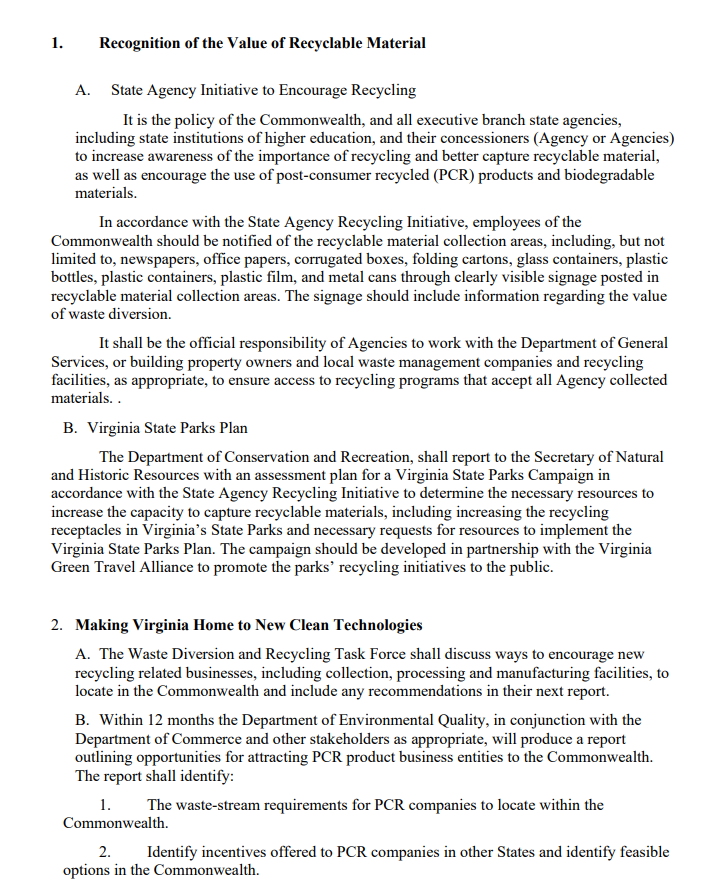 1. Recognition of the Value of Recyclable Material
A. State Agency Initiative to Encourage Recycling
It is the policy of the Commonwealth, and all executive branch state agencies,
including state institutions of higher education, and their concessioners (Agency or Agencies)
to increase awareness of the importance of recycling and better capture recyclable material,
as well as encourage the use of post-consumer recycled (PCR) products and biodegradable
materials.
In accordance with the State Agency Recycling Initiative, employees of the
Commonwealth should be notified of the recyclable material collection areas, including, but not
limited to, newspapers, office papers, corrugated boxes, folding cartons, glass containers, plastic
bottles, plastic containers, plastic film, and metal cans through clearly visible signage posted in
recyclable material collection areas. The signage should include information regarding the value
of waste diversion.
It shall be the official responsibility of Agencies to work with the Department of General
Services, or building property owners and local waste management companies and recycling
facilities, as appropriate, to ensure access to recycling programs that accept all Agency collected
materials. .
B. Virginia State Parks Plan
The Department of Conservation and Recreation, shall report to the Secretary of Natural
and Historic Resources with an assessment plan for a Virginia State Parks Campaign in
accordance with the State Agency Recycling Initiative to determine the necessary resources to
increase the capacity to capture recyclable materials, including increasing the recycling
receptacles in Virginia’s State Parks and necessary requests for resources to implement the
Virginia State Parks Plan. The campaign should be developed in partnership with the Virginia
Green Travel Alliance to promote the parks’ recycling initiatives to the public.
2. Making Virginia Home to New Clean Technologies
A. The Waste Diversion and Recycling Task Force shall discuss ways to encourage new
recycling related businesses, including collection, processing and manufacturing facilities, to
locate in the Commonwealth and include any recommendations in their next report.
B. Within 12 months the Department of Environmental Quality, in conjunction with the
Department of Commerce and other stakeholders as appropriate, will produce a report
outlining opportunities for attracting PCR product business entities to the Commonwealth.
The report shall identify:
1. The waste-stream requirements for PCR companies to locate within the
Commonwealth.
2. Identify incentives offered to PCR companies in other States and identify feasible
options in the Commonwealth.